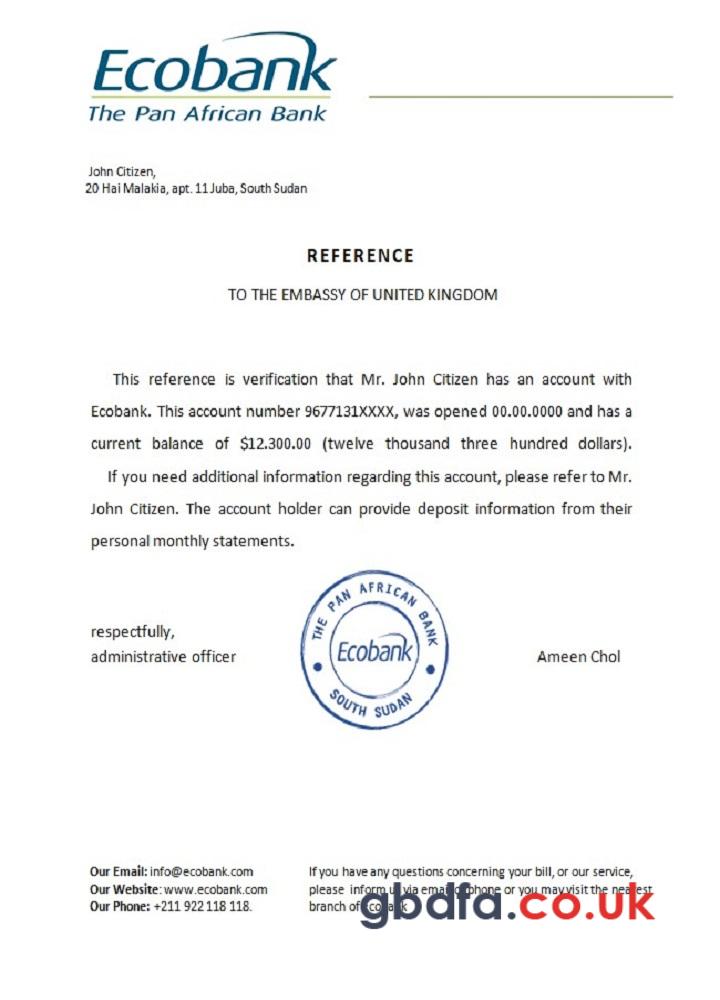 Ecobank
The Pan African Bank
John Citizen,
20 Hai Malakia, apt. 11 Juba, South Sudan
REFERENCE
TO THE EMBASSY OF UNITED KINGDOM
This reference is verification that Mr. John Citizen has an account with
Ecobank. This account number 9677131XXXX, was opened 00.00.0000 and has a
current balance of $12.300.00 (twelve thousand three hundred dollars).
If you need additional information regarding this account, please refer to Mr.
John Citizen. The account holder can provide deposit information from their
personal monthly statements.
THE PAN AFRICAN BANK
Ecobank
SOUTH SUDAN
respectfully,
administrative officer
Ameen Chol
Our Email: info@ecobank.com
Our Website: www.ecobank.com
Our Phone: +211 922 118 118.
If you have any questions concerning your bill, or our service,
please inform us via email or phone or you may visit the nearest
branch of Ecobank
gbdfa.co.uk